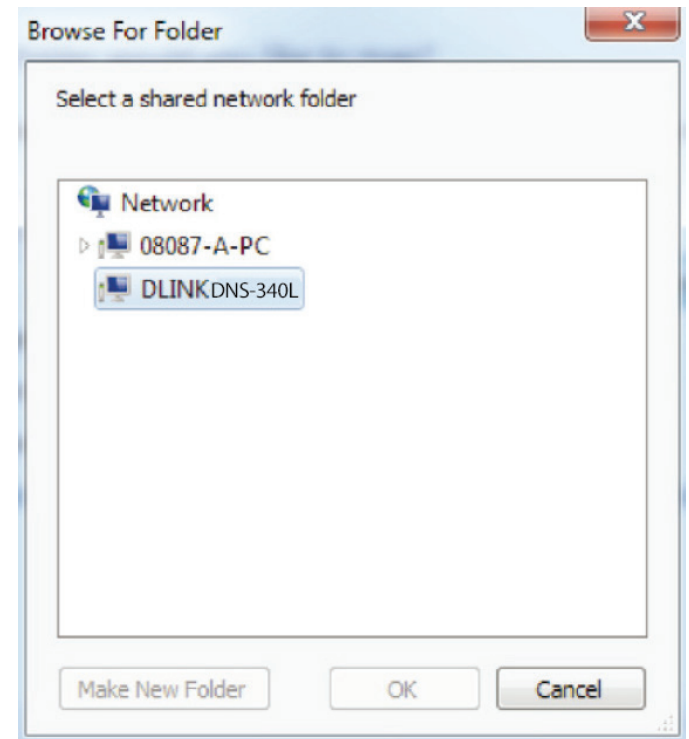 Browse For Folder
Select a shared network folder
Network
08087-A-PC
DLINKDNS-340L
Make New Folder OK Cancel